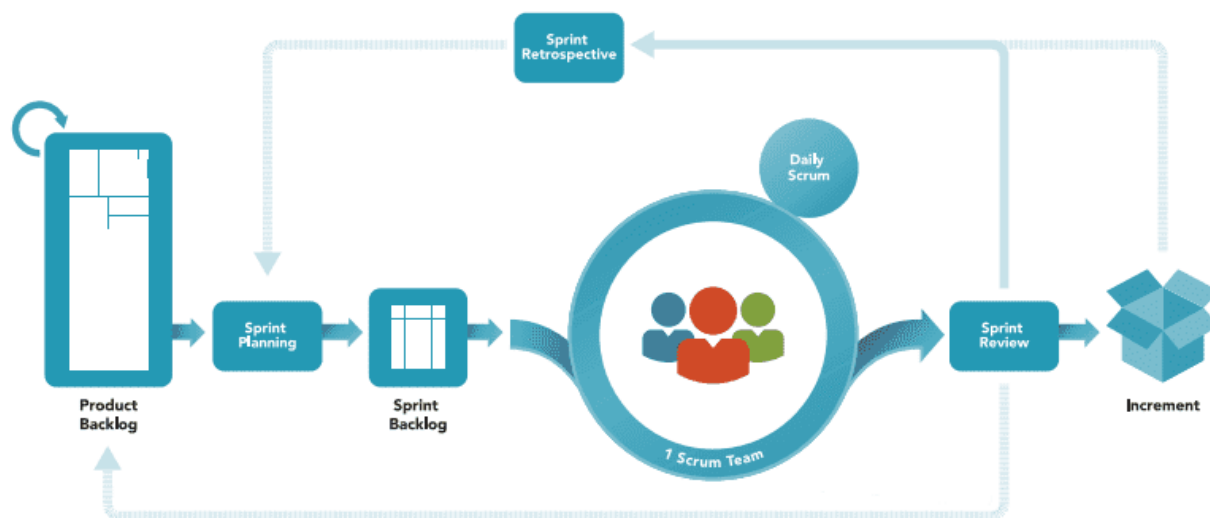 Sprint
Retrospective
Daily
Scrum
Sprint
Planning
Sprint
Review
Product
Backlog
Sprint
Backlog
1 Scrum Team
Increment